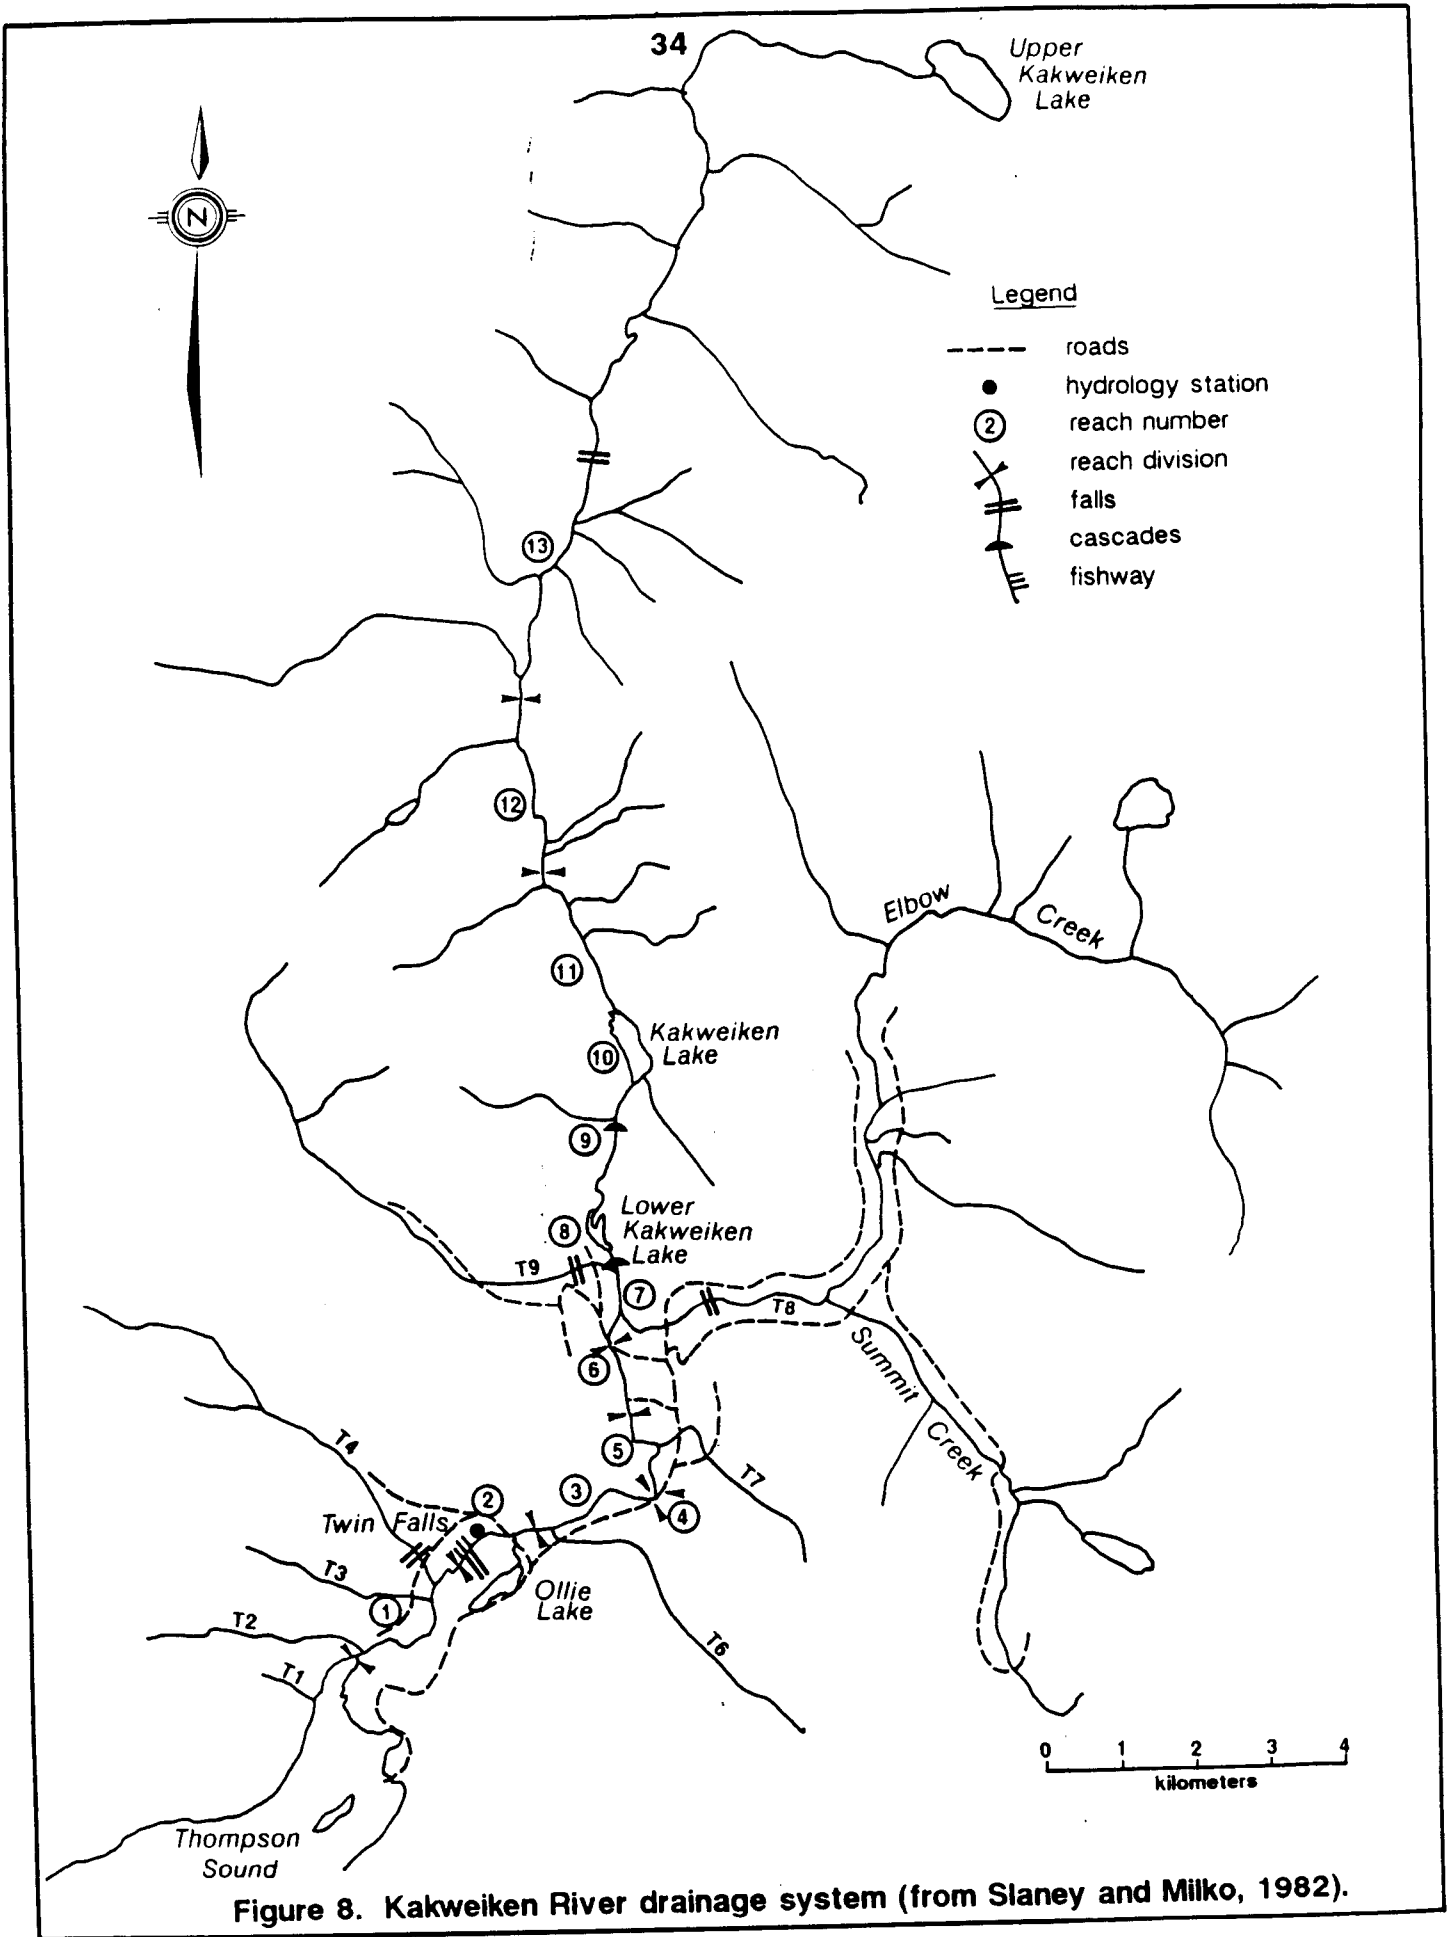 34
Upper
Kakweiken
Lake
N
Legend
roads
hydrology station
2 reach number
reach division
falls
cascades
fishway
13
12
Elbow
Creek
11
Kakweiken
Lake
10
9
Lower
Kakweiken
Lake
8
T9
7
T8
6
Summit
Creek
T4
5
T7
3
2
4
Twin Falls
T3
Ollie
Lake
1
T2
T6
T1
0 1 2 3 4
kilometers
Thompson
Sound
Figure 8. Kakweiken River drainage system (from Slaney and Milko, 1982).